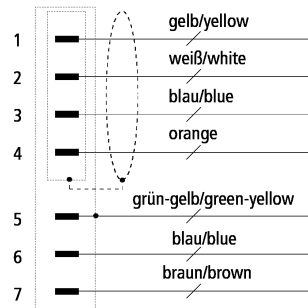 1 gelb/yellow
2 weiß/white
3 blau/blue
4 orange
5 grün-gelb/green-yellow
6 blau/blue
7 braun/brown